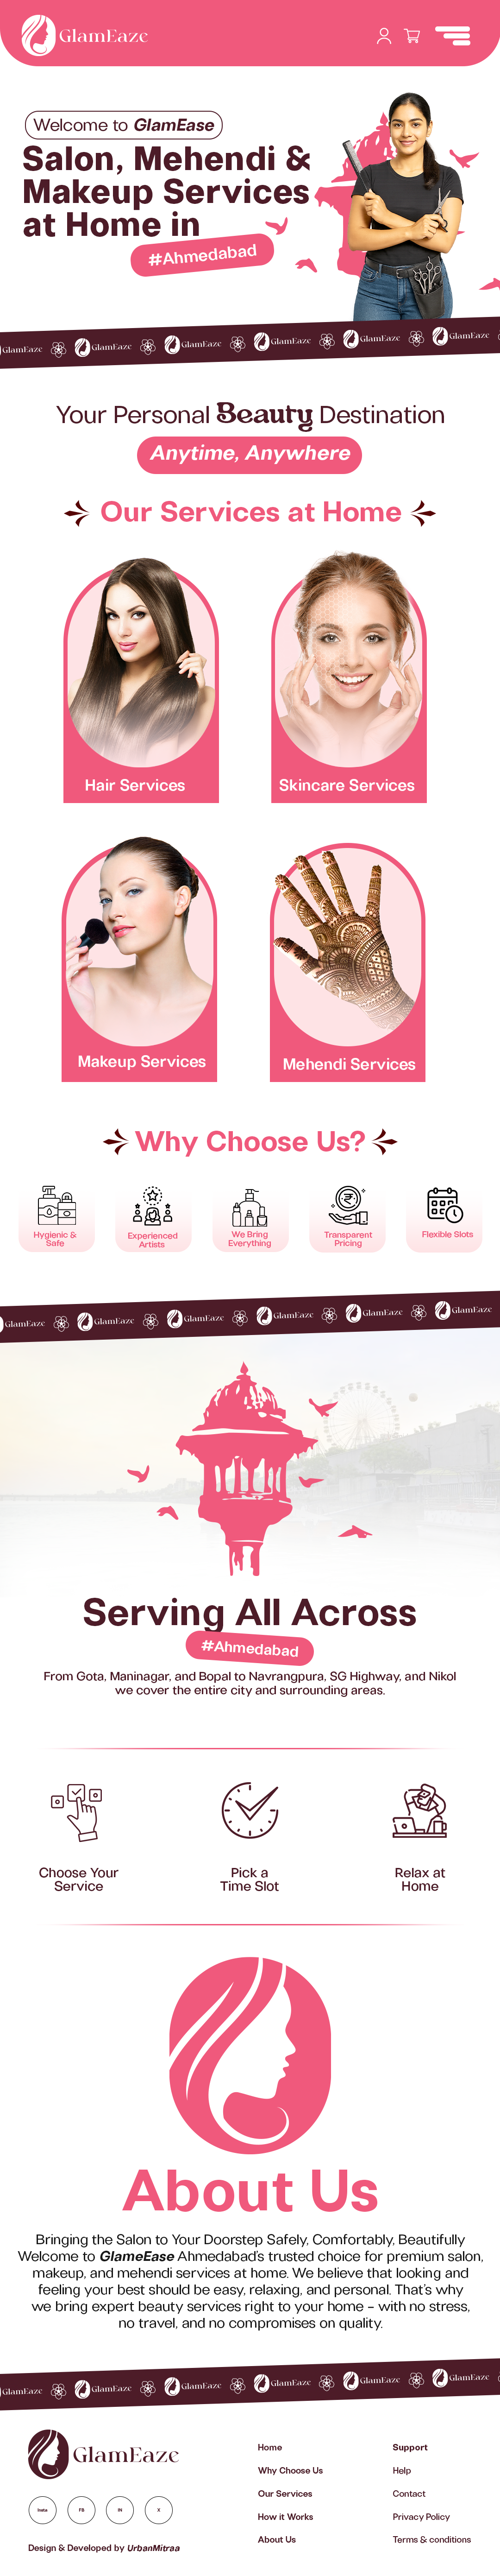 GlamEaze
Welcome to GlamEase
Salon, Mehendi &
Makeup Services
at Home in
#Ahmedabad
GlamEaze GlamEaze GlamEaze GlamEaze GlamEaze GlamEaze
Your Personal Beauty Destination
Anytime, Anywhere
Our Services at Home
Hair Services
Skincare Services
Makeup Services
Mehendi Services
Why Choose Us?
Hygienic &
Safe
Experienced
Artists
We Bring
Everything
Transparent
Pricing
Flexible Slots
GlamEaze GlamEaze GlamEaze GlamEaze GlamEaze GlamEaze
Serving All Across
#Ahmedabad
From Gota, Maninagar, and Bopal to Navrangpura, SG Highway, and Nikol
we cover the entire city and surrounding areas.
Choose Your
Service
Pick a
Time Slot
Relax at
Home
About Us
Bringing the Salon to Your Doorstep Safely, Comfortably, Beautifully
Welcome to GlameEase Ahmedabad's trusted choice for premium salon,
makeup, and mehendi services at home. We believe that looking and
feeling your best should be easy, relaxing, and personal. That's why
we bring expert beauty services right to your home – with no stress,
no travel, and no compromises on quality.
GlamEaze GlamEaze GlamEaze GlamEaze GlamEaze GlamEaze
GlamEaze
Insta FB IN X
Design & Developed by UrbanMitraa
Home
Why Choose Us
Our Services
How it Works
About Us
Support
Help
Contact
Privacy Policy
Terms & conditions